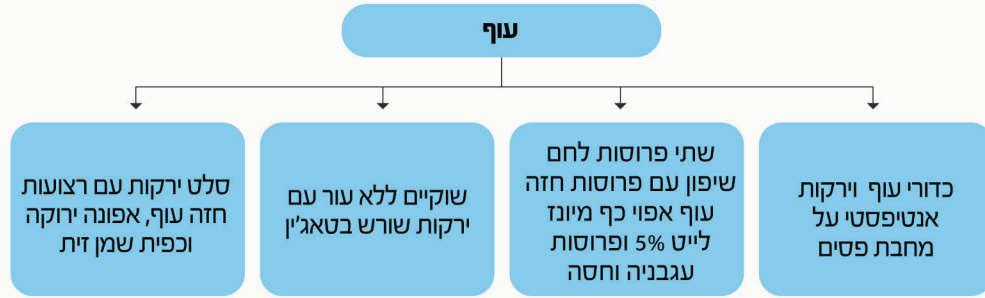 עוף
כדורי עוף וירקות
אנטיפסטי על
מחבת פסים
שתי פרוסות לחם
שיפון עם פרוסות חזה
עוף אפוי כף מיונז
לייט 5% ופרוסות
עגבניה וחסה
שוקיים ללא עור עם
ירקות שורש בטאג'ין
סלט ירקות עם רצועות
חזה עוף, אפונה ירוקה
וכפית שמן זית